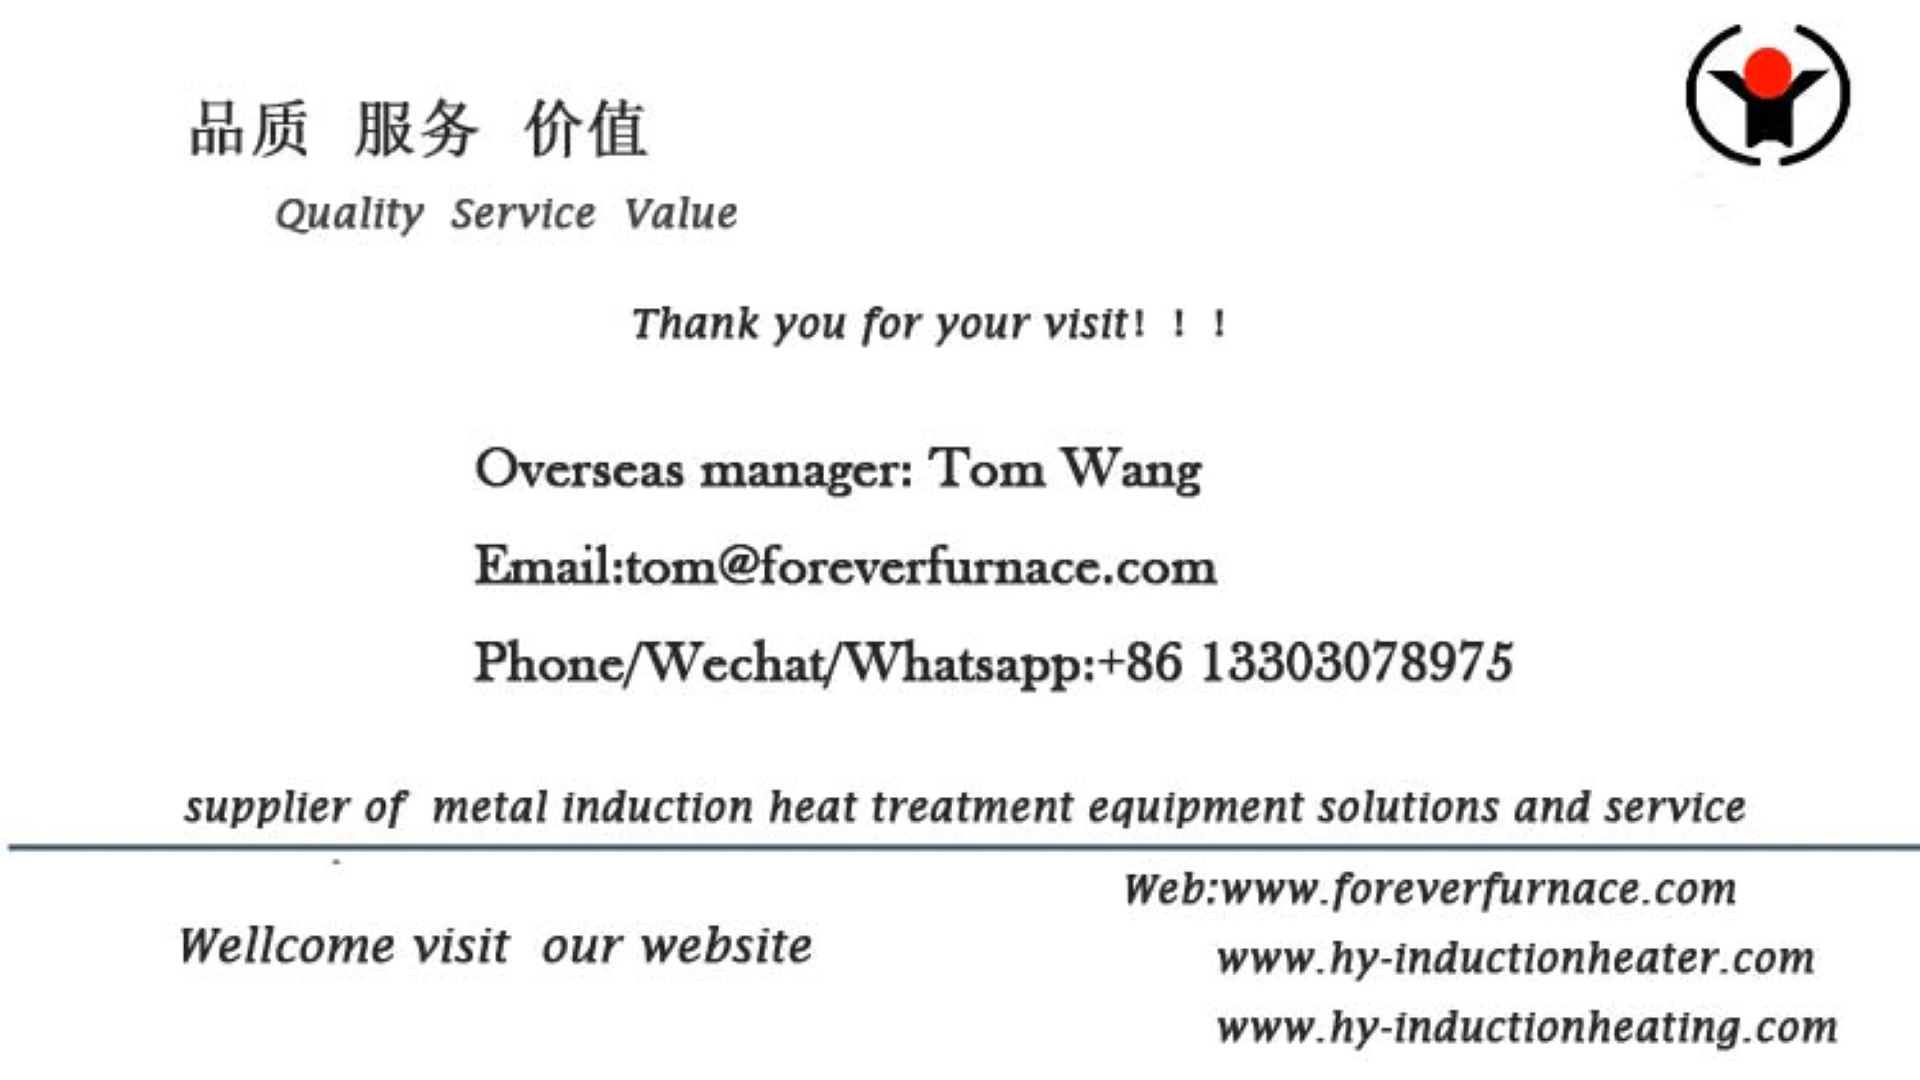 品质 服务 价值
Quality Service Value
Thank you for your visit! ! !
Overseas manager: Tom Wang
Email:tom@foreverfurnace.com
Phone/Wechat/Whatsapp:+86 13303078975
supplier of metal induction heat treatment equipment solutions and service
Wellcome visit our website
Web:www.foreverfurnace.com
www.hy-inductionheater.com
www.hy-inductionheating.com